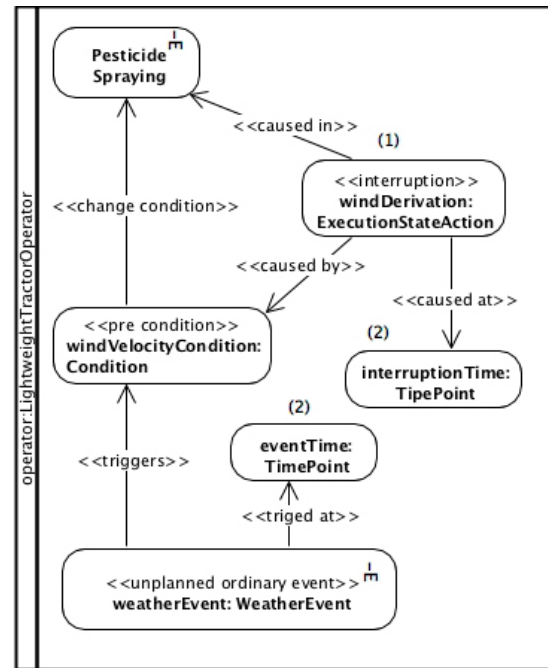 operator:LightweightTractorOperator
Pesticide
Spraying
<<caused in>>
(1)
<<interruption>>
windDerivation:
ExecutionStateAction
<<change condition>>
<<caused by>>
<<caused at>>
<<pre condition>>
windVelocityCondition:
Condition
(2)
interruptionTime:
TipePoint
(2)
eventTime:
TimePoint
<<triggers>>
<<triged at>>
<<unplanned ordinary event>>
weatherEvent: WeatherEvent